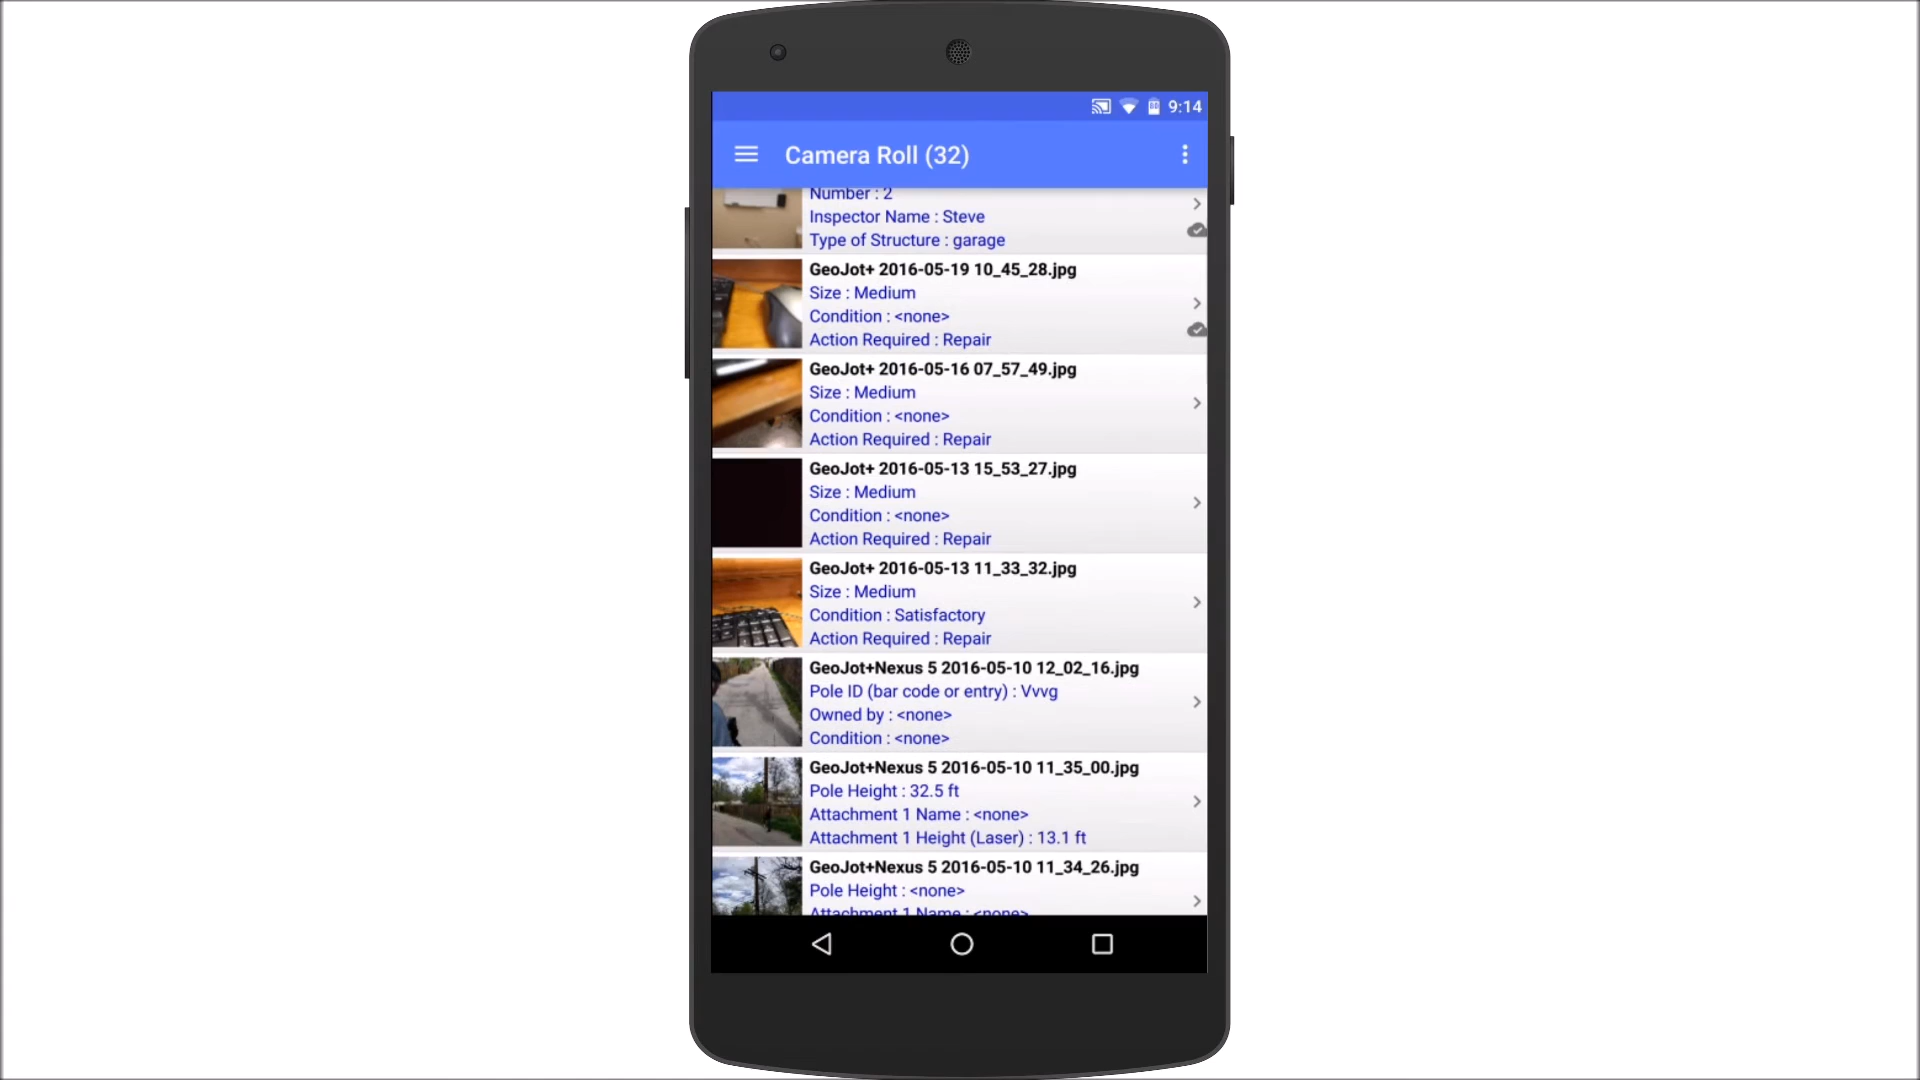 9:14
Camera Roll (32)
Number : 2
Inspector Name : Steve
Type of Structure : garage
GeoJot+ 2016-05-19 10_45_28.jpg
Size : Medium
Condition : <none>
Action Required : Repair
GeoJot+ 2016-05-16 07_57_49.jpg
Size : Medium
Condition : <none>
Action Required : Repair
GeoJot+ 2016-05-13 15_53_27.jpg
Size : Medium
Condition : <none>
Action Required : Repair
GeoJot+ 2016-05-13 11_33_32.jpg
Size : Medium
Condition : Satisfactory
Action Required : Repair
GeoJot+Nexus 5 2016-05-10 12_02_16.jpg
Pole ID (bar code or entry) : Vvvg
Owned by : <none>
Condition : <none>
GeoJot+Nexus 5 2016-05-10 11_35_00.jpg
Pole Height : 32.5 ft
Attachment 1 Name : <none>
Attachment 1 Height (Laser) : 13.1 ft
GeoJot+Nexus 5 2016-05-10 11_34_26.jpg
Pole Height : <none>
Attachment 1 Name : <none>